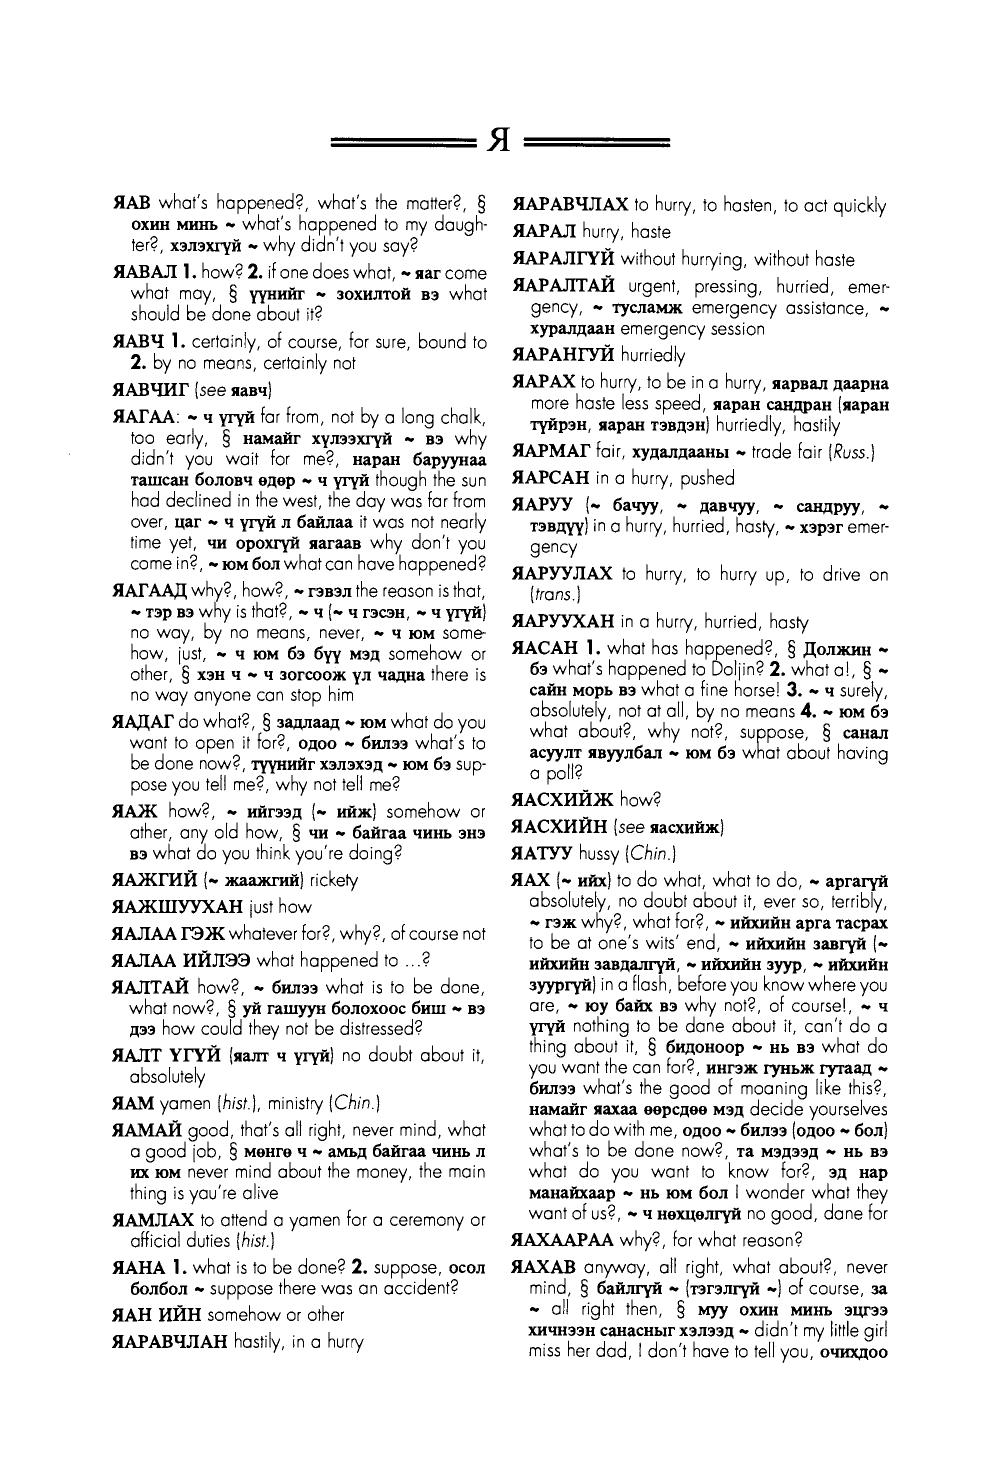 Я
ЯАВ what's happened?, what's the matter?, §
охин минь ~ what's happened to my daugh-
ter?, хэлэхгүй ~ why didn't you say?
ЯАВАЛ 1. how? 2. if one does what, ~ яаг come
what may, § үүнийг ~ зохилтой вэ what
should be done about it?
ЯАВЧ 1. certainly, of course, for sure, bound to
2. by no means, certainly not
ЯАВЧИГ (see яавч)
ЯАГАА: ~ ч үгүй far from, not by a long chalk,
too early, § намайг хүлээхгүй ~ вэ why
didn't you wait for me?, наран баруунаа
ташсан боловч өдөр ~ ч үгүй though the sun
had declined in the west, the day was far from
over, цаг ~ ч үгүй л байлаа it was not nearly
time yet, чи орохгүй яагаав why don't you
come in?, ~ юм бол what can have happened?
ЯАГААД why?, how?, ~ гэвэл the reason is that,
~ тэр вэ why is that?, ~ ч (~ ч гэсэн, ~ ч үгүй)
no way, by no means, never, ~ ч юм some-
how, just, ~ ч юм бэ бүү мэд somehow or
other, § хэн ч ~ ч зогсоож үл чадна there is
no way anyone can stop him
ЯАДАГ do what?, § задлаад ~ юм what do you
want to open it for?, одоо ~ билээ what's to
be done now?, түүнийг хэлэхэд ~ юм бэ sup-
pose you tell me?, why not tell me?
ЯАЖ how?, ~ ийгээд (~ ийж) somehow or
other, any old how, § чи ~ байгаа чинь энэ
вэ what do you think you're doing?
ЯАЖГИЙ (~ жаажгий) rickety
ЯАЖШУУХАН just how
ЯАЛАА ГЭЖ whatever for?, why?, of course not
ЯАЛАА ИЙЛЭЭ what happened to ...?
ЯАЛТАЙ how?, ~ билээ what is to be done,
what now?, § уй гашуун болохоос биш ~ вэ
дээ how could they not be distressed?
ЯАЛТ ҮГҮЙ (яалт ч үгүй) no doubt about it,
absolutely
ЯАМ yamen (hist.), ministry (Chin.)
ЯАМАЙ good, that's all right, never mind, what
a good job, § мөнгө ч ~ амьд байгаа чинь л
их юм never mind about the money, the main
thing is you're alive
ЯАМЛАХ to attend a yamen for a ceremony or
official duties (hist.)
ЯАНА 1. what is to be done? 2. suppose, осол
болбол ~ suppose there was an accident?
ЯАН ИЙН somehow or other
ЯАРАВЧЛАН hastily, in a hurry
ЯАРАВЧЛАХ to hurry, to hasten, to act quickly
ЯАРАЛ hurry, haste
ЯАРАЛГҮЙ without hurrying, without haste
ЯАРАЛТАЙ urgent, pressing, hurried, emer-
gency, ~ тусламж emergency assistance, ~
хуралдаан emergency session
ЯАРАНГУЙ hurriedly
ЯАРАХ to hurry, to be in a hurry, яарвал даарна
more haste less speed, яаран сандран (яаран
түйрэн, яаран тэвдэн) hurriedly, hastily
ЯАРМАГ fair, худалдааны ~ trade fair (Russ.)
ЯАРСАН in a hurry, pushed
ЯАРУУ (~ бачуу, ~ давчуу, ~ сандруу, ~
тэвдүү) in a hurry, hurried, hasty, ~ хэрэг emer-
gency
ЯАРУУЛАХ to hurry, to hurry up, to drive on
(trans.)
ЯАРУУХАН in a hurry, hurried, hasty
ЯАСАН 1. what has happened?, § Должин ~
бэ what's happened to Doljin? 2. what a!, § ~
сайн морь вэ what a fine horse! 3. ~ ч surely,
absolutely, not at all, by no means 4. ~ юм бэ
what about?, why not?, suppose, § санал
асуулт явуулбал ~ юм бэ what about having
a poll?
ЯАСХИЙЖ how?
ЯАСХИЙН (see яасхийж)
ЯАТУУ hussy (Chin.)
ЯАХ (~ ийх) to do what, what to do, ~ аргагүй
absolutely, no doubt about it, ever so, terribly,
~ гэж why?, what for?, ~ ийхийн арга тасрах
to be at one's wits' end, ~ ийхийн завгүй (~
ийхийн завдалгүй, ~ ийхийн зуур, ~ ийхийн
зуургүй) in a flash, before you know where you
are, ~ юу байх вэ why not?, of course!, ~ ч
үгүй nothing to be done about it, can't do a
thing about it, § бидоноор ~ нь вэ what do
you want the can for?, ингэж гуньж гутаад ~
билээ what's the good of moaning like this?,
намайг яахаа өөрсдөө мэд decide yourselves
what to do with me, одоо ~ билээ (одоо ~ бол)
what's to be done now?, та мэдээд ~ нь вэ
what do you want to know for?, эд нар
манайхаар ~ нь юм бол I wonder what they
want of us?, ~ ч нөхцөлгүй no good, done for
ЯАХААРАА why?, for what reason?
ЯАХАВ anyway, all right, what about?, never
mind, § байлгүй ~ (тэгэлгүй ~) of course, за
~ all right then, § муу охин минь эцгээ
хичнээн санасныг хэлээд ~ didn't my little girl
miss her dad, I don't have to tell you, очихдоо